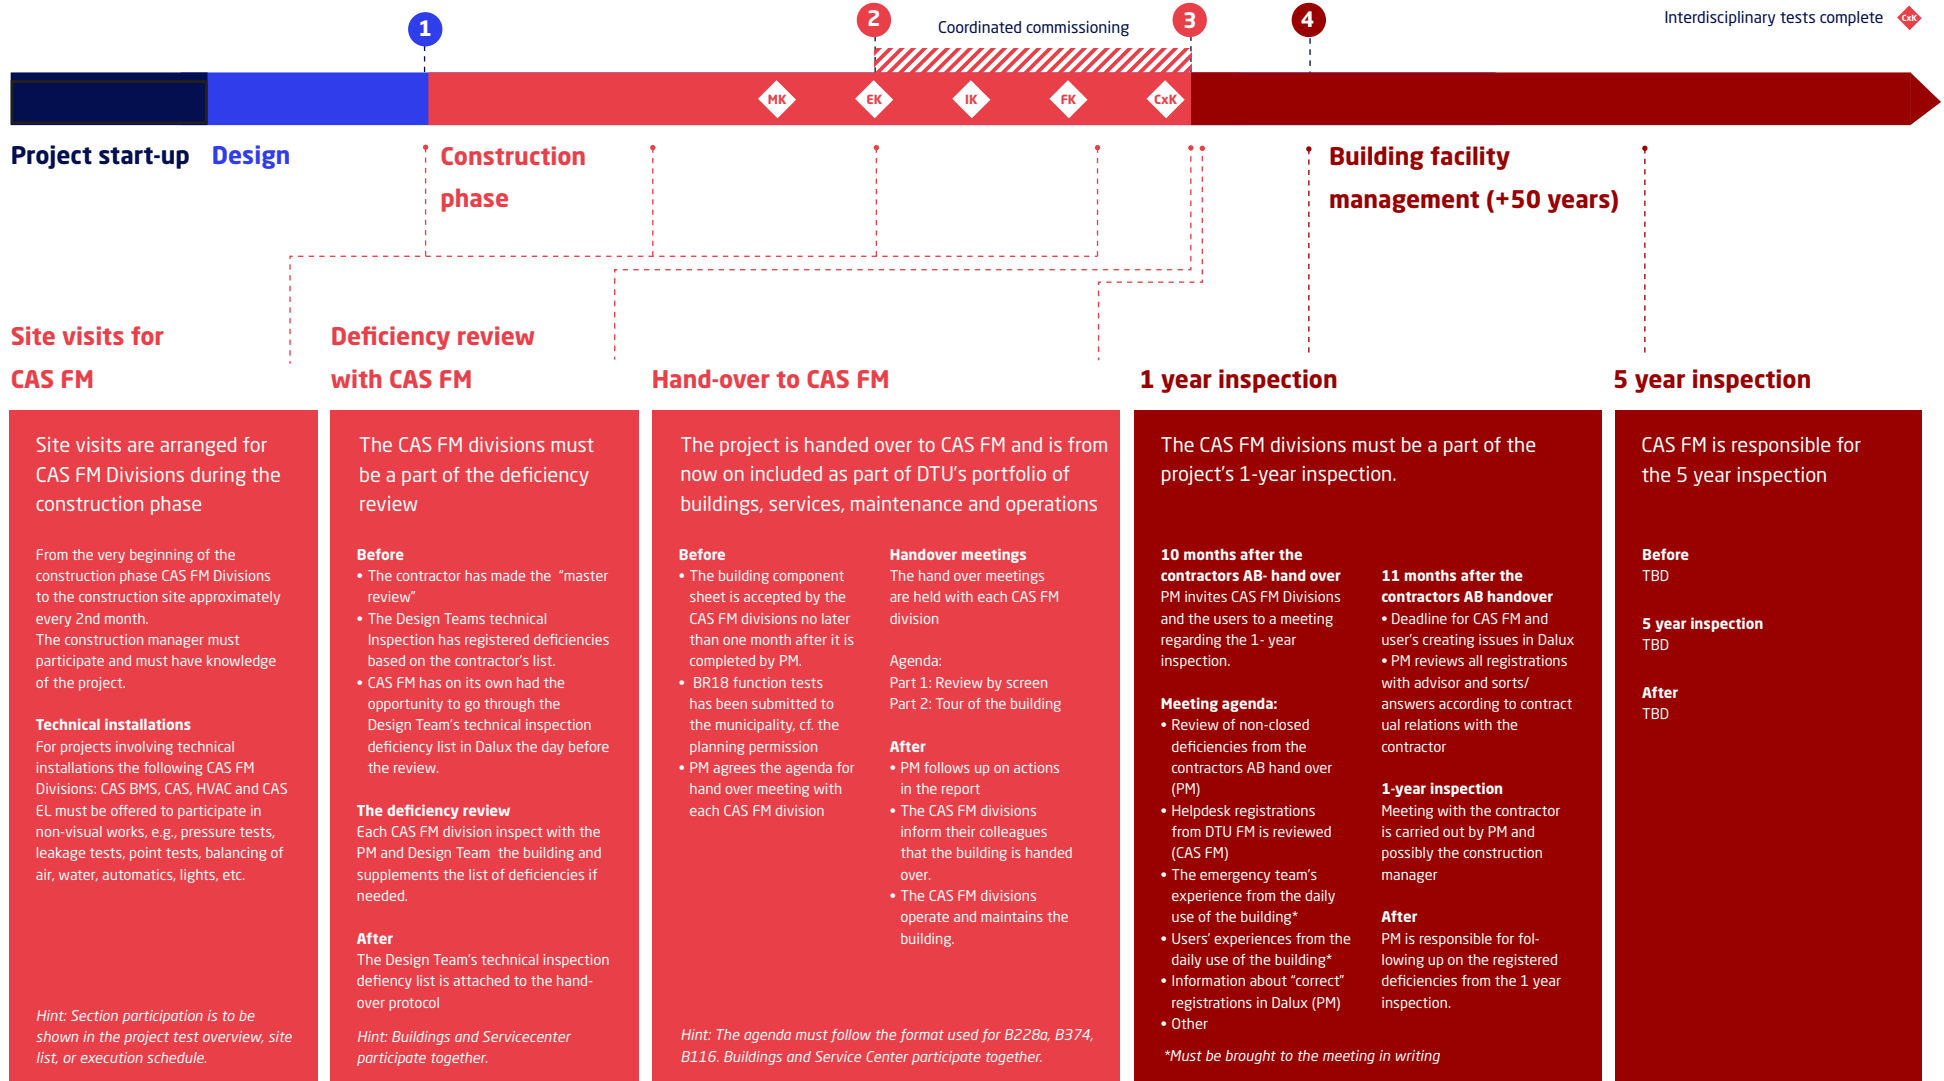 1
2
Coordinated commissioning
3
4
Interdisciplinary tests complete
CxK
MK
EK
IK
FK
CxK
Project start-up
Design
Construction
phase
Building facility
management (+50 years)
Site visits for
CAS FM
Site visits are arranged for
CAS FM Divisions during the
construction phase
From the very beginning of the
construction phase CAS FM Divisions
to the construction site approximately
every 2nd month.
The construction manager must
participate and must have knowledge
of the project.
Technical installations
For projects involving technical
installations the following CAS FM
Divisions: CAS BMS, CAS, HVAC and CAS
EL must be offered to participate in
non-visual works, e.g., pressure tests,
leakage tests, point tests, balancing of
air, water, automatics, lights, etc.
Hint: Section participation is to be
shown in the project test overview, site
list, or execution schedule.
Deficiency review
with CAS FM
The CAS FM divisions must
be a part of the deficiency
review
Before
• The contractor has made the "master
review"
• The Design Teams technical
Inspection has registered deficiencies
based on the contractor's list.
• CAS FM has on its own had the
opportunity to go through the
Design Team's technical inspection
deficiency list in Dalux the day before
the review.
The deficiency review
Each CAS FM division inspect with the
PM and Design Team the building and
supplements the list of deficiencies if
needed.
After
The Design Team's technical inspection
defiency list is attached to the hand-
over protocol
Hint: Buildings and Servicecenter
participate together.
Hand-over to CAS FM
The project is handed over to CAS FM and is from
now on included as part of DTU's portfolio of
buildings, services, maintenance and operations
Before
• The building component
sheet is accepted by the
CAS FM divisions no later
than one month after it is
completed by PM.
• BR18 function tests
has been submitted to
the municipality, cf. the
planning permission
• PM agrees the agenda for
hand over meeting with
each CAS FM division
Handover meetings
The hand over meetings
are held with each CAS FM
division
Agenda:
Part 1: Review by screen
Part 2: Tour of the building
After
• PM follows up on actions
in the report
• The CAS FM divisions
inform their colleagues
that the building is handed
over.
• The CAS FM divisions
operate and maintains the
building.
Hint: The agenda must follow the format used for B228a, B374,
B116. Buildings and Service Center participate together.
1 year inspection
The CAS FM divisions must be a part of the
project's 1-year inspection.
10 months after the
contractors AB- hand over
PM invites CAS FM Divisions
and the users to a meeting
regarding the 1- year
inspection.
Meeting agenda:
• Review of non-closed
deficiencies from the
contractors AB hand over
(PM)
• Helpdesk registrations
from DTU FM is reviewed
(CAS FM)
• The emergency team's
experience from the daily
use of the building*
• Users' experiences from the
daily use of the building*
• Information about "correct"
registrations in Dalux (PM)
• Other
11 months after the
contractors AB handover
• Deadline for CAS FM and
user's creating issues in Dalux
• PM reviews all registrations
with advisor and sorts/
answers according to contract
ual relations with the
contractor
1-year inspection
Meeting with the contractor
is carried out by PM and
possibly the construction
manager
After
PM is responsible for fol-
lowing up on the registered
deficiencies from the 1 year
inspection.
*Must be brought to the meeting in writing
5 year inspection
CAS FM is responsible for
the 5 year inspection
Before
TBD
5 year inspection
TBD
After
TBD